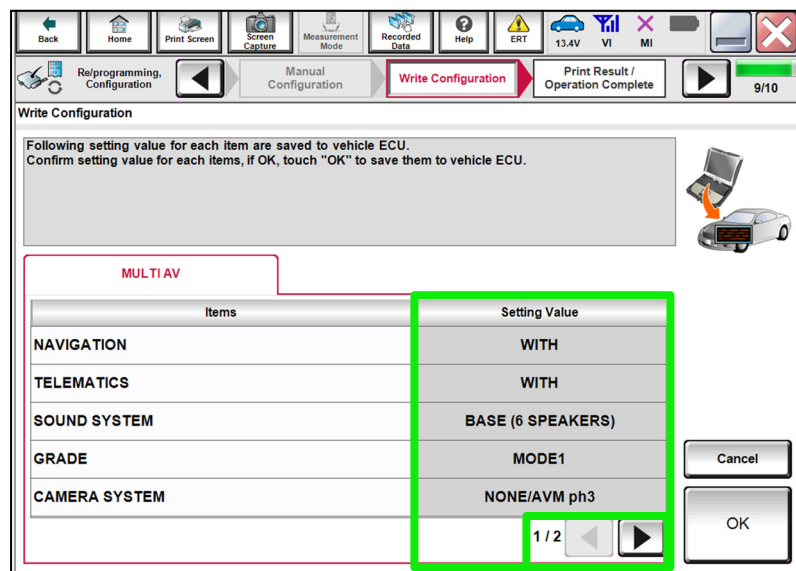 Back
Home
Print Screen
Screen
Capture
Measurement
Mode
Recorded
Data
Help
ERT
13.4V
VI
MI
Re/programming,
Configuration
Manual
Configuration
Write Configuration
Print Result /
Operation Complete
9/10
Write Configuration
Following setting value for each item are saved to vehicle ECU.
Confirm setting value for each items, if OK, touch "OK" to save them to vehicle ECU.
MULTI AV
Items Setting Value
NAVIGATION WITH
TELEMATICS WITH
SOUND SYSTEM BASE (6 SPEAKERS)
GRADE MODE1
CAMERA SYSTEM NONE/AVM ph3
1 / 2
Cancel
OK